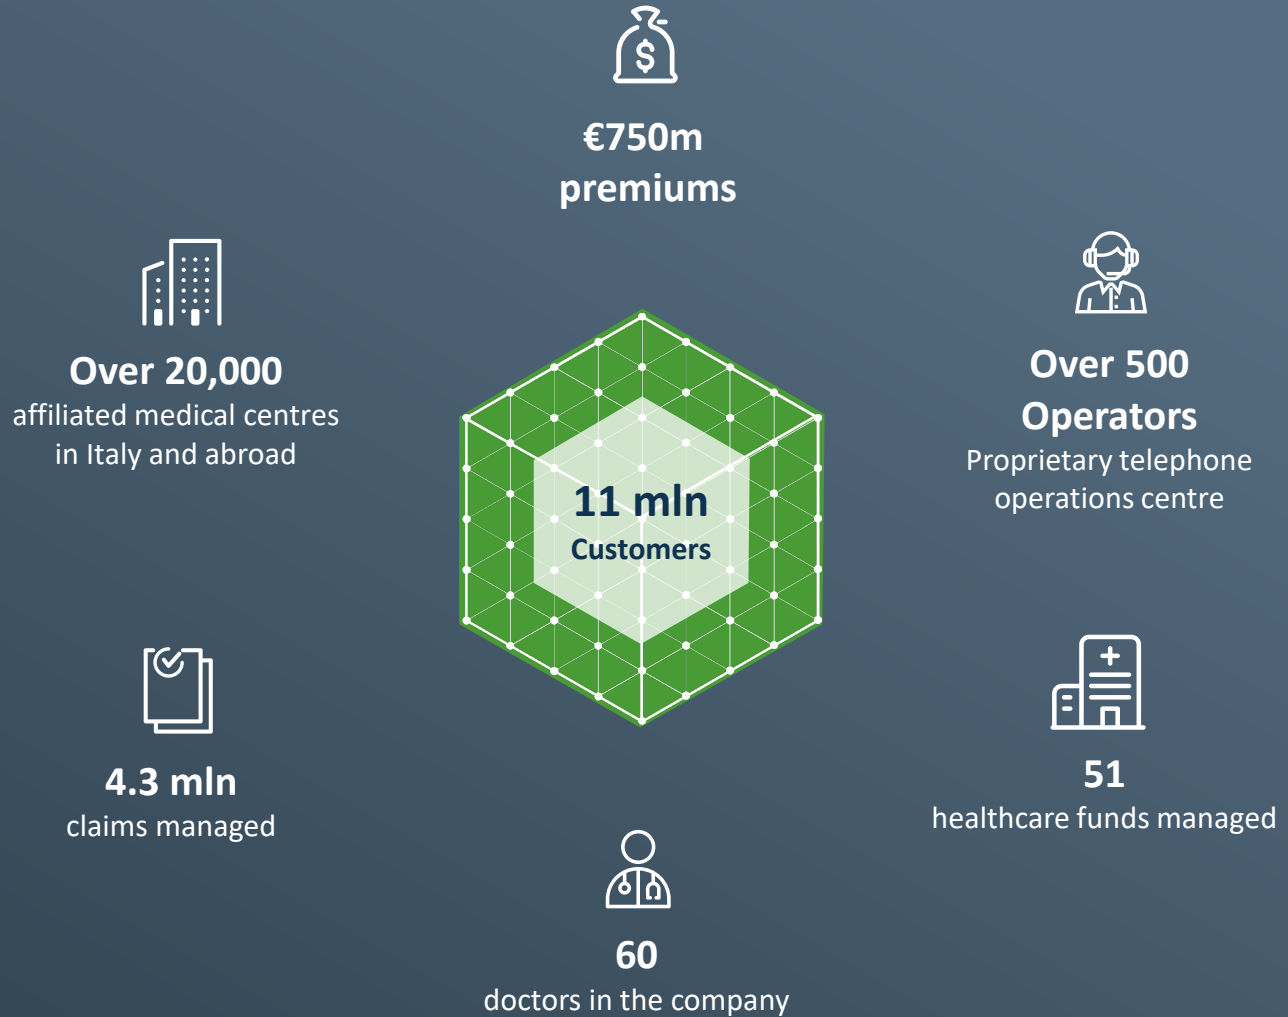 $
€750m
premiums
Over 20,000
affiliated medical centres
in Italy and abroad
Over 500
Operators
Proprietary telephone
operations centre
11 mln
Customers
4.3 mln
claims managed
51
healthcare funds managed
60
doctors in the company